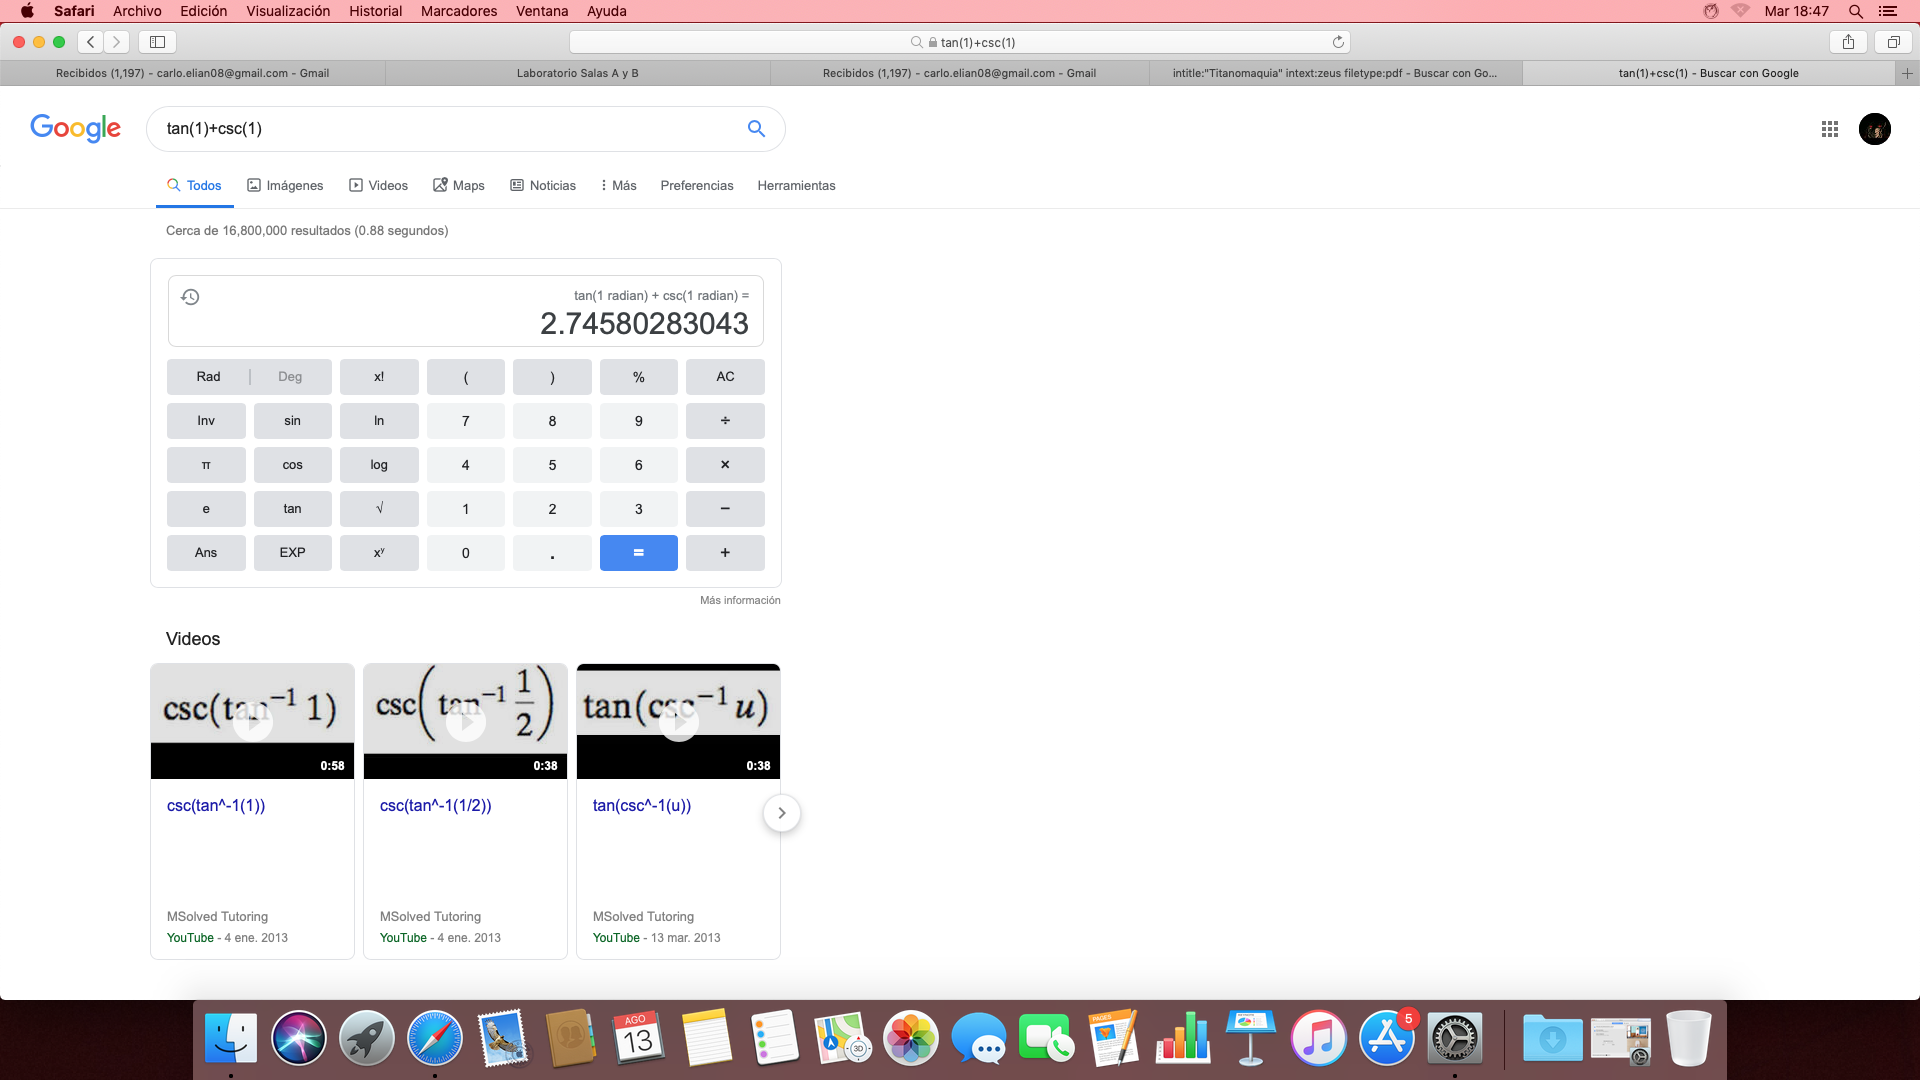 Safari Archivo Edición Visualización Historial Marcadores Ventana Ayuda Mar 18:47
tan(1)+csc(1)
Recibidos (1,197) - carlo.elian08@gmail.com - Gmail
Laboratorio Salas A y B
Recibidos (1,197) - carlo.elian08@gmail.com - Gmail
intitle:"Titanomaquia" intext:zeus filetype:pdf - Buscar con Go...
tan(1)+csc(1) - Buscar con Google
Google
tan(1)+csc(1)
Todos Imágenes Videos Maps Noticias Más Preferencias Herramientas
Cerca de 16,800,000 resultados (0.88 segundos)
tan(1 radian) + csc(1 radian) =
2.74580283043
Rad | Deg x! ( ) % AC
Inv sin ln 7 8 9 ÷
π cos log 4 5 6 ×
e tan √ 1 2 3 −
Ans EXP xʸ 0 . = +
Más información
Videos
csc(tan⁻¹ 1)
0:58
csc(tan⁻¹ 1/2)
0:38
tan(csc⁻¹ u)
0:38
csc(tan^-1(1))
csc(tan^-1(1/2))
tan(csc^-1(u))
MSolved Tutoring
YouTube - 4 ene. 2013
MSolved Tutoring
YouTube - 4 ene. 2013
MSolved Tutoring
YouTube - 13 mar. 2013
AGO
13
3D
PAGES
KEYNOTE
5